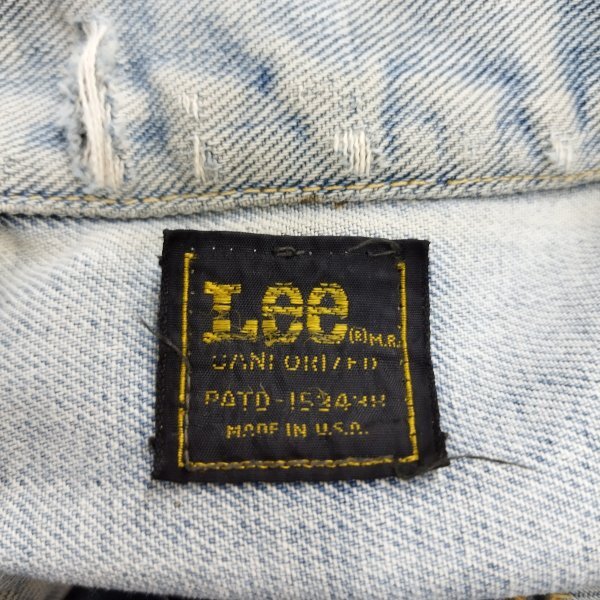 Lee
(R) M.R.
SANFORIZED
PATD-153438
MADE IN U.S.A.